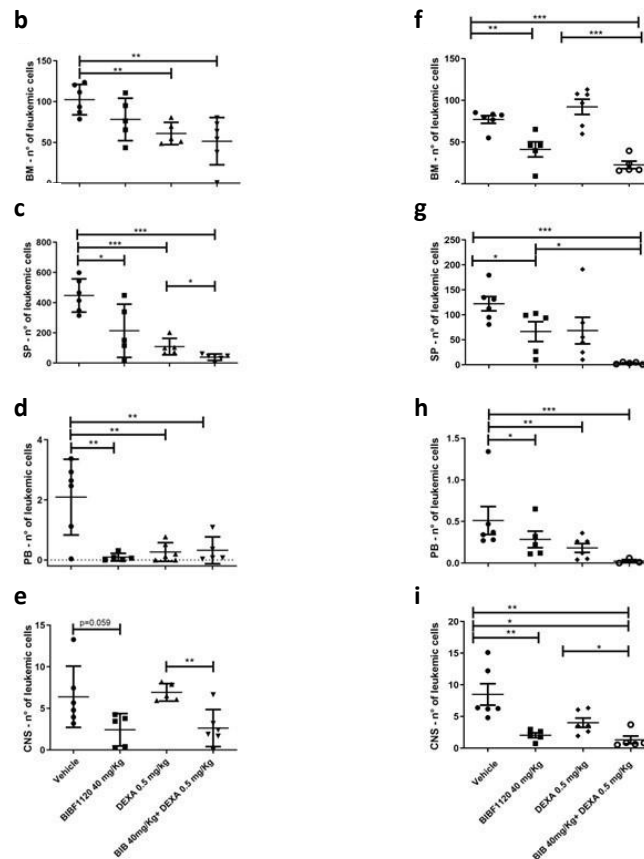 b
**
**
BM - n° of leukemic cells
150
100
50
0
c
***
***
*
*
SP - n° of leukemic cells
800
600
400
200
0
d
**
**
**
PB - n° of leukemic cells
4
2
0
e
p=0.059
**
CNS - n° of leukemic cells
15
10
5
0
Vehicle
BIBF1120 40 mg/Kg
DEXA 0.5 mg/kg
BIB 40mg/Kg+ DEXA 0.5 mg/Kg
f
***
**
***
BM - n° of leukemic cells
150
100
50
0
g
***
*
*
SP - n° of leukemic cells
250
200
150
100
50
0
h
***
**
*
PB - n° of leukemic cells
1.5
1.0
0.5
0.0
i
**
*
**
*
CNS - n° of leukemic cells
20
15
10
5
0
Vehicle
BIBF1120 40 mg/Kg
DEXA 0.5 mg/kg
BIB 40mg/Kg+ DEXA 0.5 mg/Kg